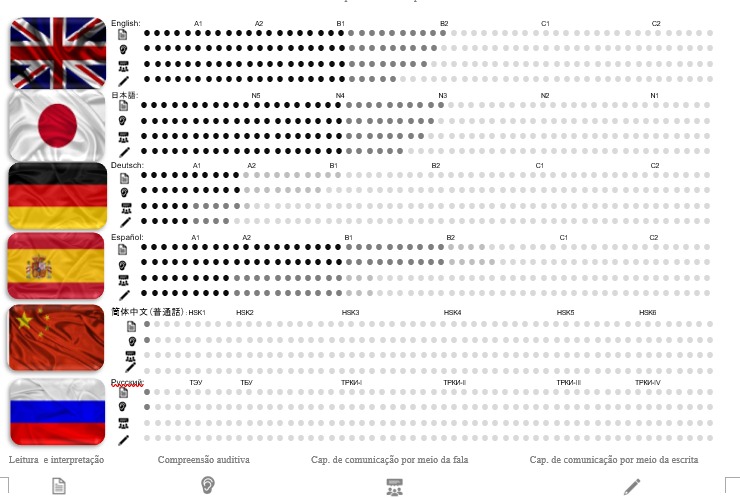 English: A1 A2 B1 B2 C1 C2
日本語: N5 N4 N3 N2 N1
Deutsch: A1 A2 B1 B2 C1 C2
Español: A1 A2 B1 B2 C1 C2
简体中文(普通话): HSK1 HSK2 HSK3 HSK4 HSK5 HSK6
Русский: ТЭУ ТБУ ТРКИ-I ТРКИ-II ТРКИ-III ТРКИ-IV
Leitura e interpretação Compreensão auditiva Cap. de comunicação por meio da fala Cap. de comunicação por meio da escrita